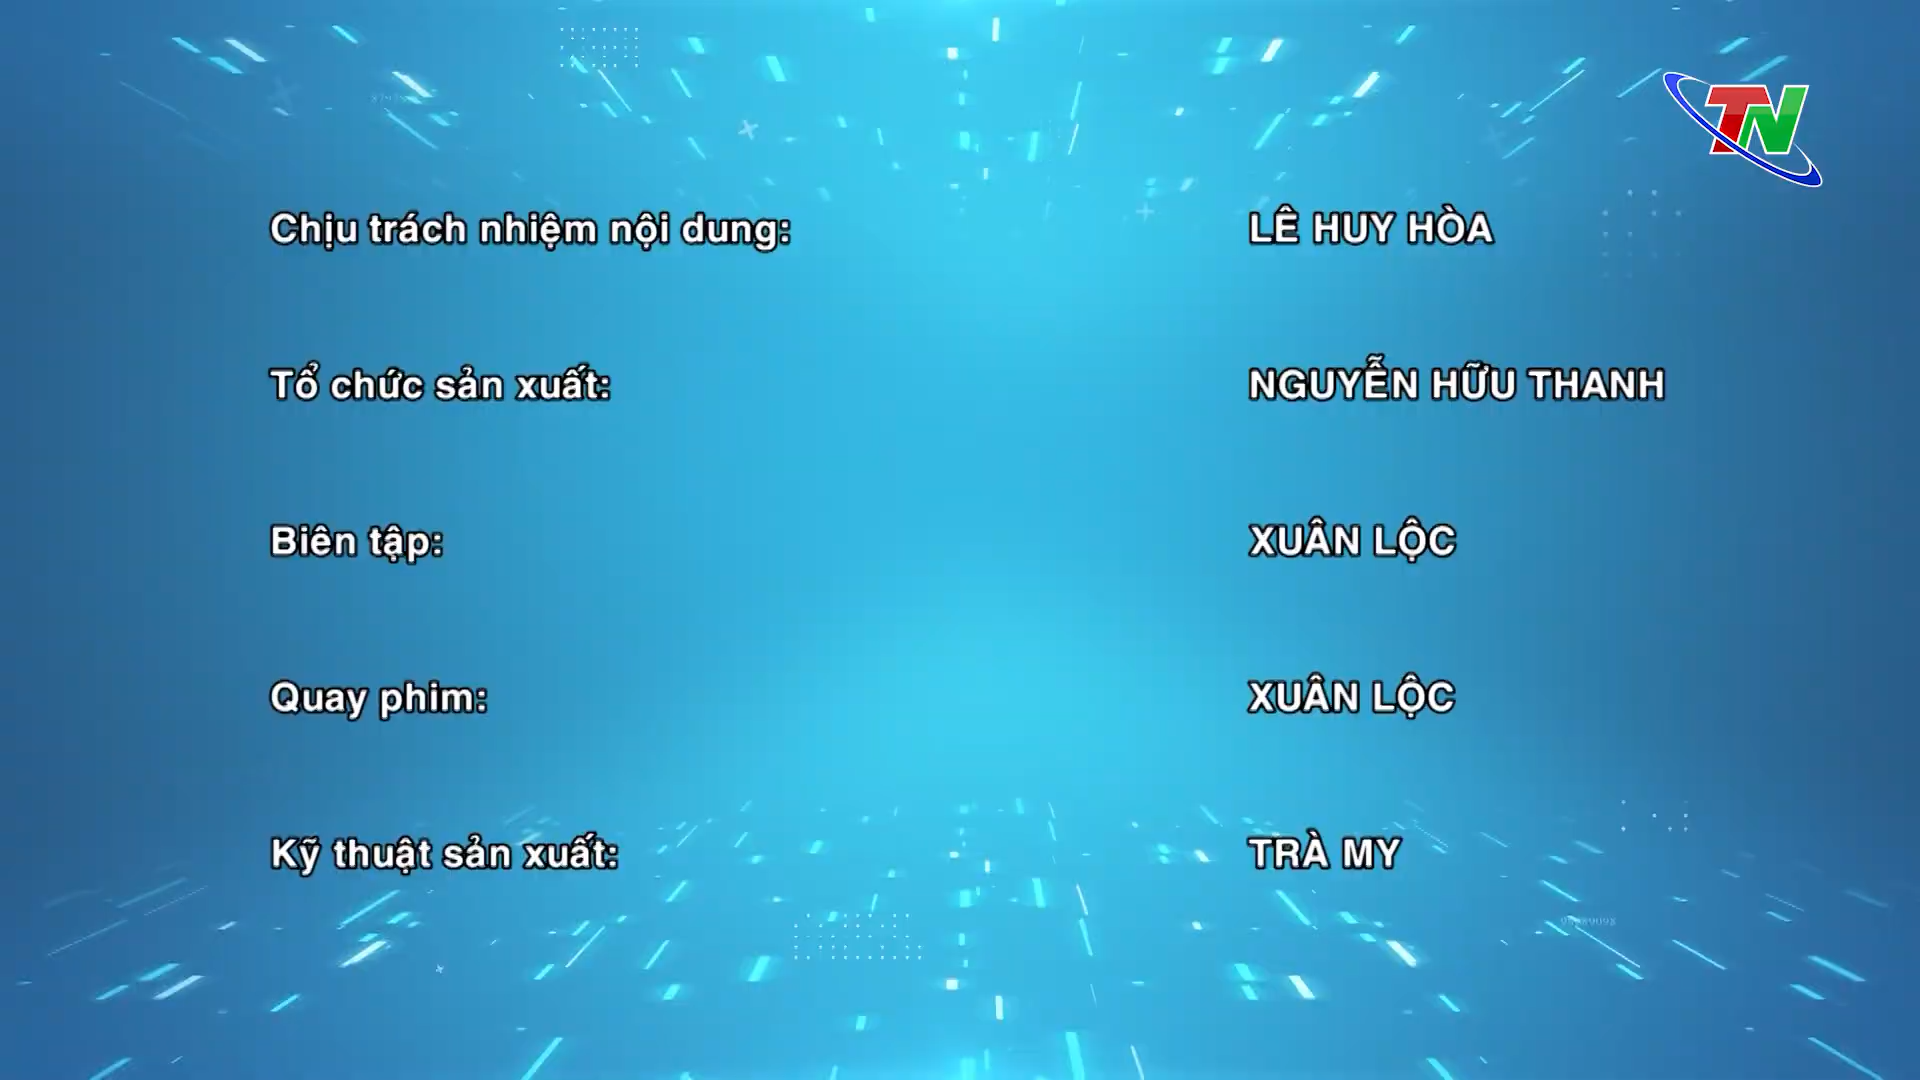 TN
Chịu trách nhiệm nội dung: LÊ HUY HÒA
Tổ chức sản xuất: NGUYỄN HỮU THANH
Biên tập: XUÂN LỘC
Quay phim: XUÂN LỘC
Kỹ thuật sản xuất: TRÀ MY